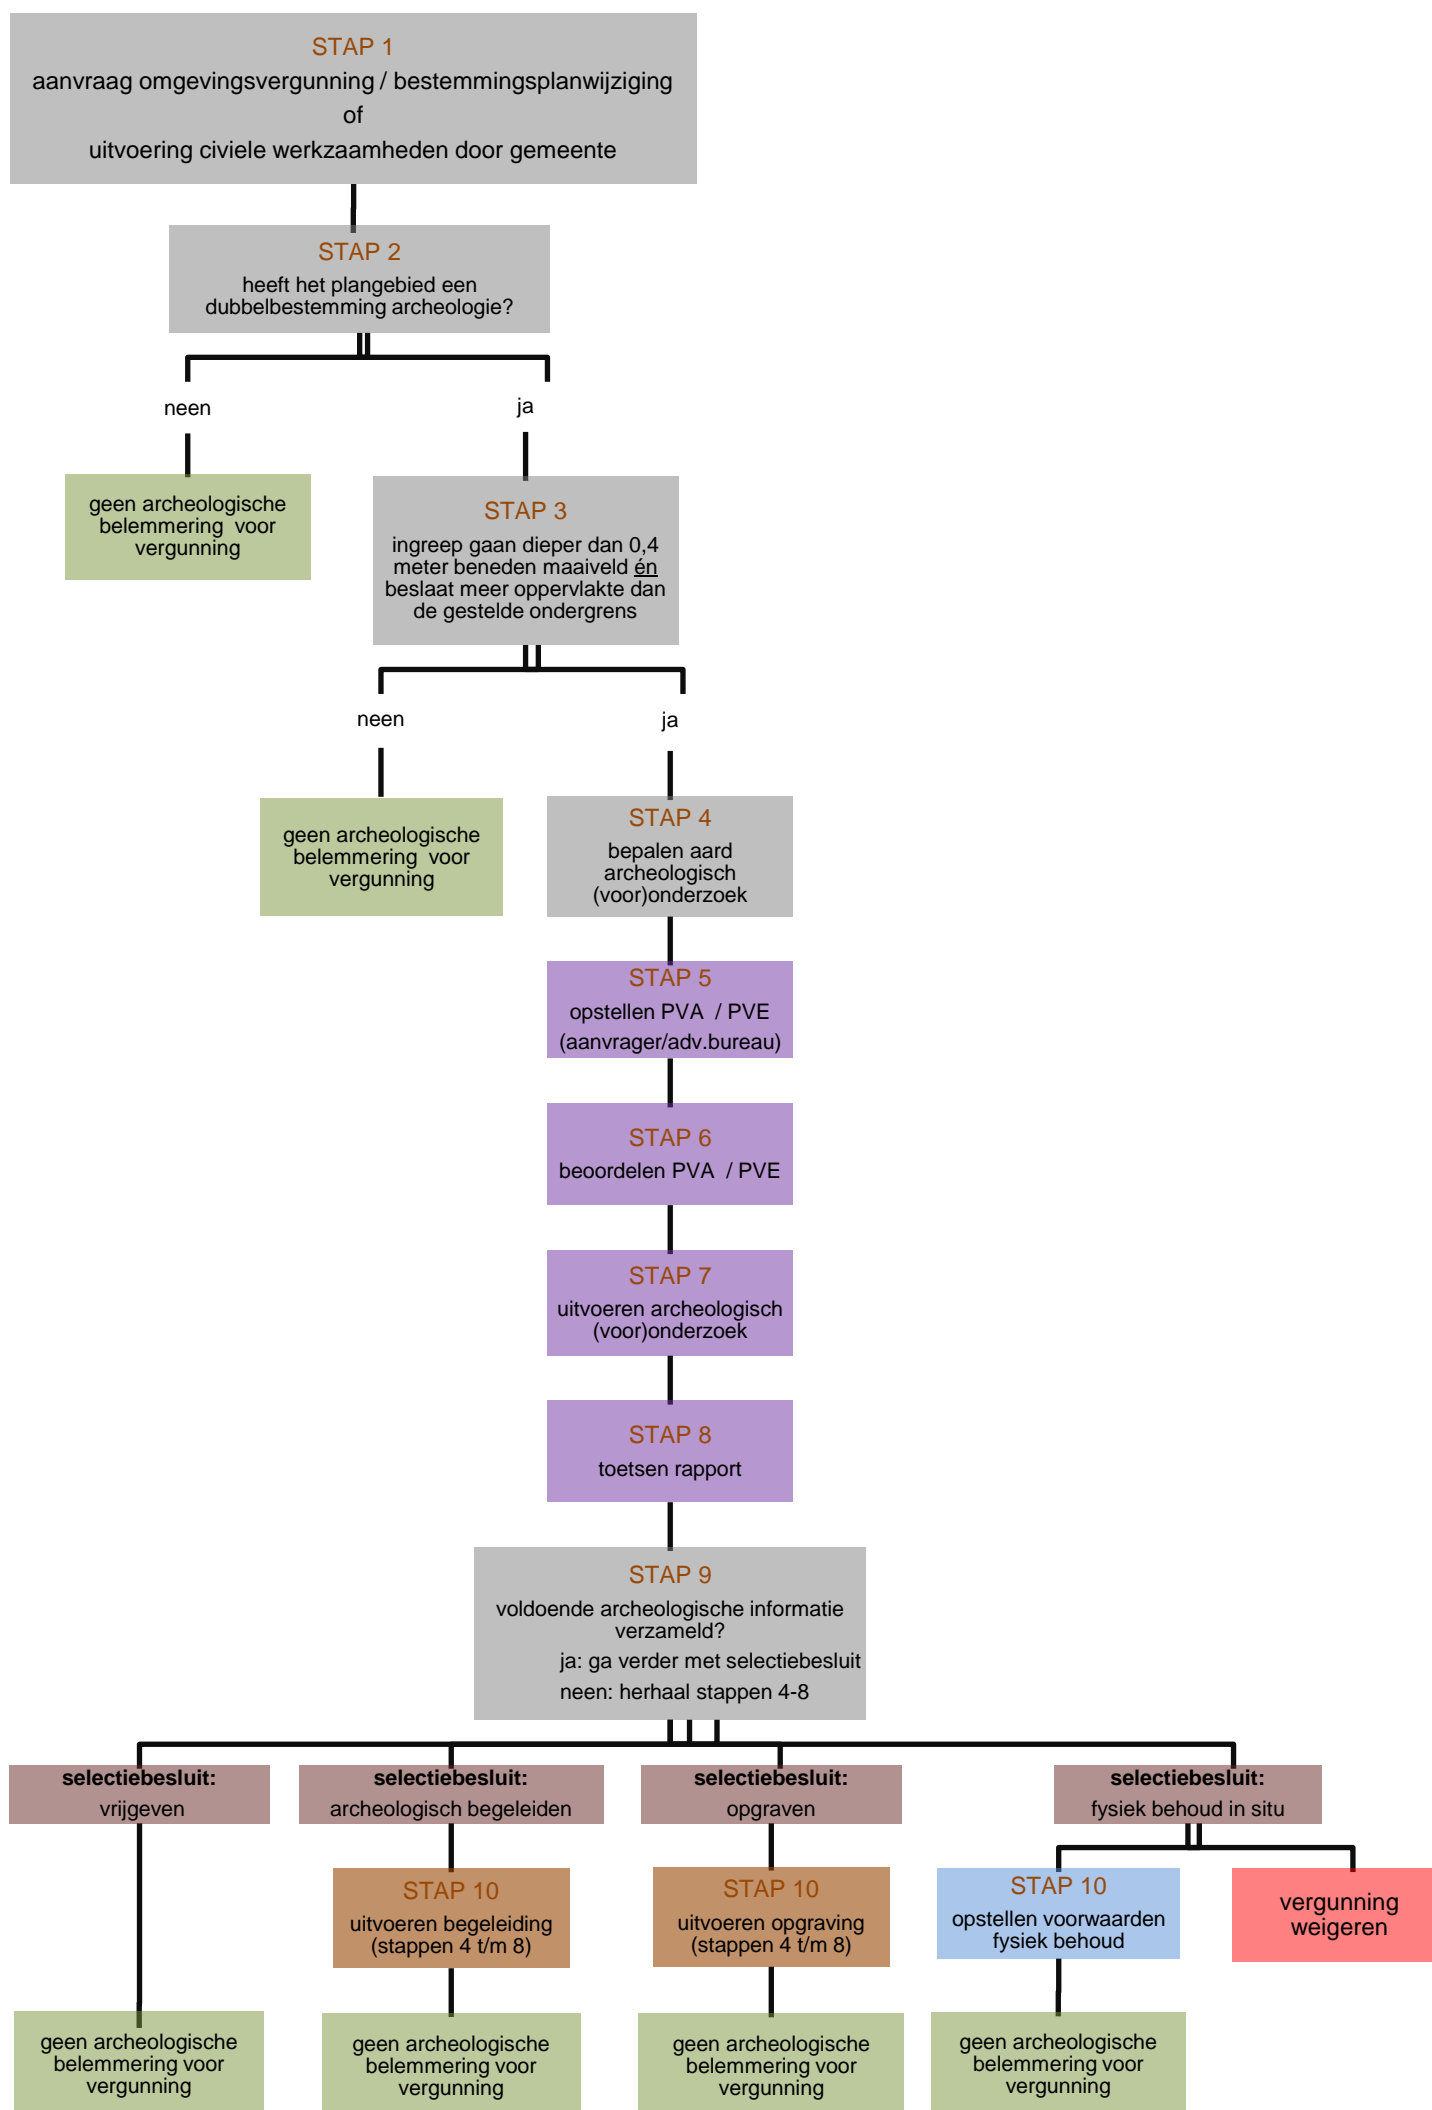 STAP 1
aanvraag omgevingsvergunning / bestemmingsplanwijziging
of
uitvoering civiele werkzaamheden door gemeente
STAP 2
heeft het plangebied een
dubbelbestemming archeologie?
neen
ja
geen archeologische
belemmering voor
vergunning
STAP 3
ingreep gaan dieper dan 0,4
meter beneden maaiveld én
beslaat meer oppervlakte dan
de gestelde ondergrens
neen
ja
geen archeologische
belemmering voor
vergunning
STAP 4
bepalen aard
archeologisch
(voor)onderzoek
STAP 5
opstellen PVA / PVE
(aanvrager/adv.bureau)
STAP 6
beoordelen PVA / PVE
STAP 7
uitvoeren archeologisch
(voor)onderzoek
STAP 8
toetsen rapport
STAP 9
voldoende archeologische informatie
verzameld?
ja: ga verder met selectiebesluit
neen: herhaal stappen 4-8
selectiebesluit:
vrijgeven
selectiebesluit:
archeologisch begeleiden
selectiebesluit:
opgraven
selectiebesluit:
fysiek behoud in situ
STAP 10
uitvoeren begeleiding
(stappen 4 t/m 8)
STAP 10
uitvoeren opgraving
(stappen 4 t/m 8)
STAP 10
opstellen voorwaarden
fysiek behoud
vergunning
weigeren
geen archeologische
belemmering voor
vergunning
geen archeologische
belemmering voor
vergunning
geen archeologische
belemmering voor
vergunning
geen archeologische
belemmering voor
vergunning